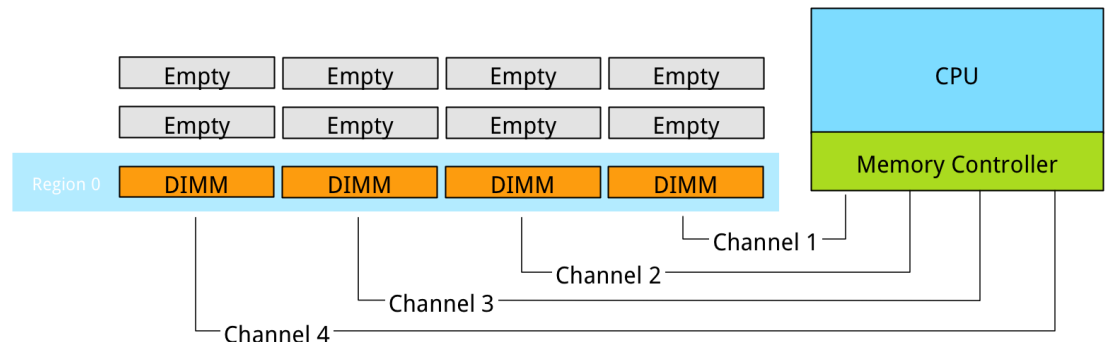 Empty Empty Empty Empty
CPU
Empty Empty Empty Empty
Memory Controller
Region 0 DIMM DIMM DIMM DIMM
Channel 1
Channel 2
Channel 3
Channel 4